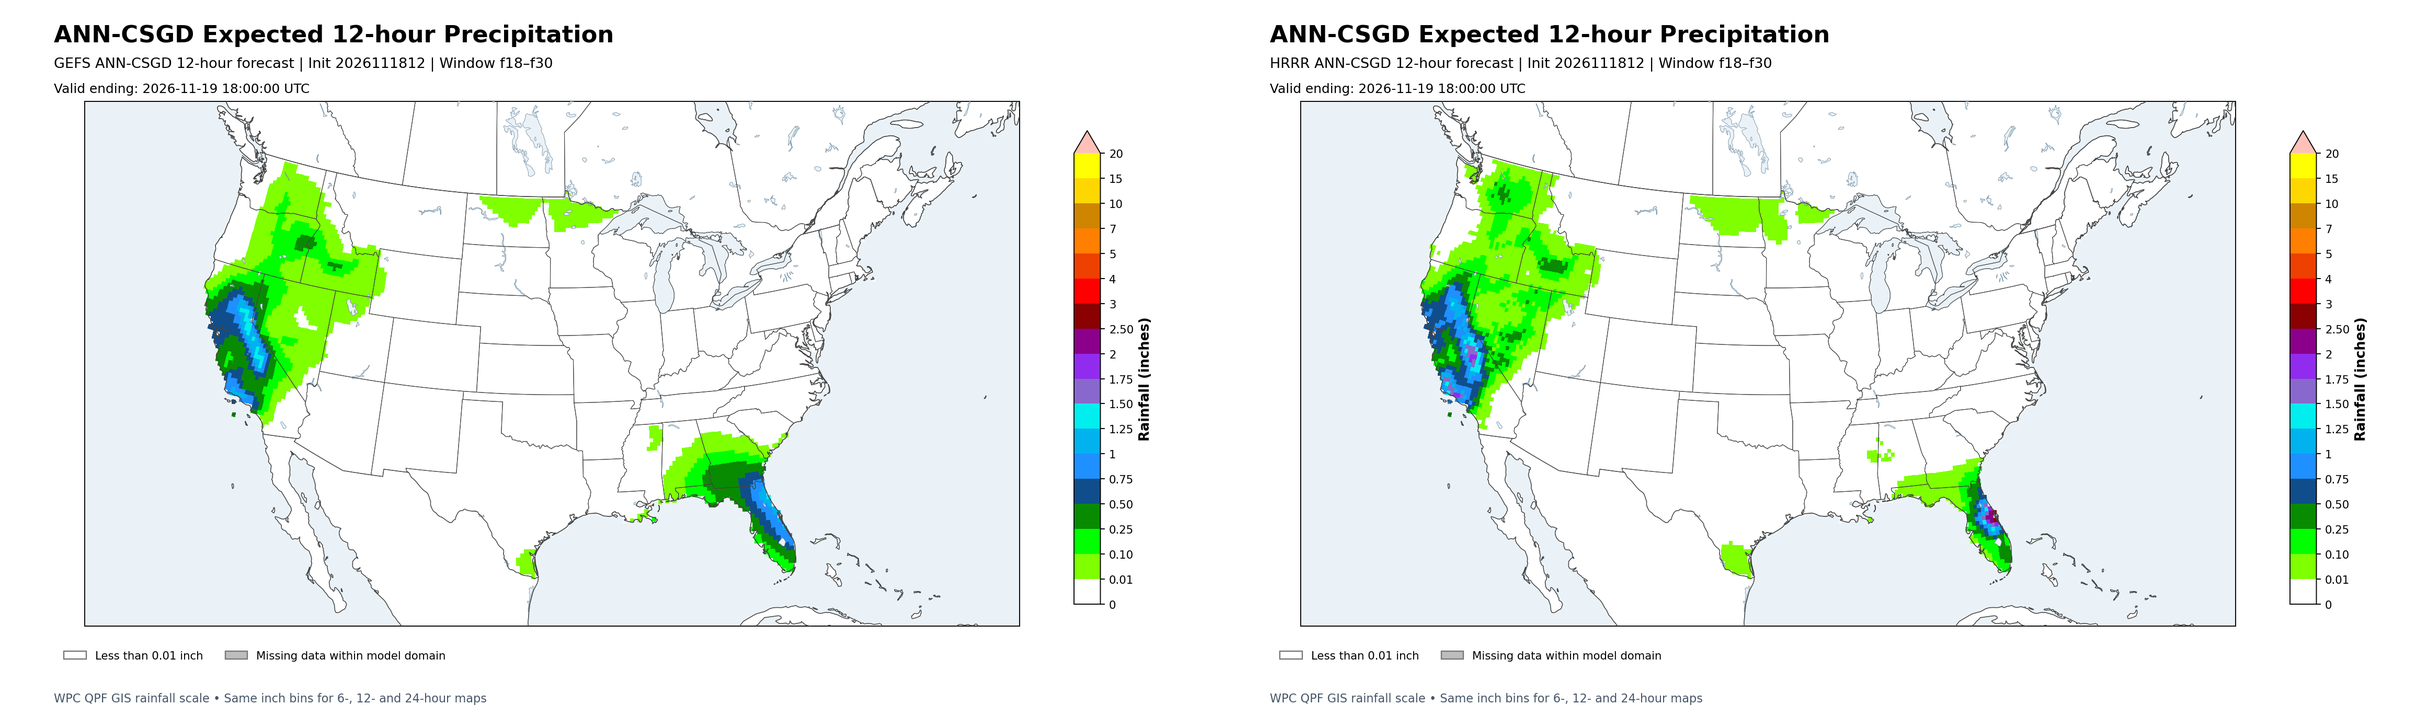 ANN-CSGD Expected 12-hour Precipitation
GEFS ANN-CSGD 12-hour forecast | Init 2026111812 | Window f18–f30
Valid ending: 2026-11-19 18:00:00 UTC
20
15
10
7
5
4
3
2.50
2
1.75
1.50
1.25
1
0.75
0.50
0.25
0.10
0.01
0
Rainfall (inches)
Less than 0.01 inch
Missing data within model domain
WPC QPF GIS rainfall scale • Same inch bins for 6-, 12- and 24-hour maps
ANN-CSGD Expected 12-hour Precipitation
HRRR ANN-CSGD 12-hour forecast | Init 2026111812 | Window f18–f30
Valid ending: 2026-11-19 18:00:00 UTC
20
15
10
7
5
4
3
2.50
2
1.75
1.50
1.25
1
0.75
0.50
0.25
0.10
0.01
0
Rainfall (inches)
Less than 0.01 inch
Missing data within model domain
WPC QPF GIS rainfall scale • Same inch bins for 6-, 12- and 24-hour maps